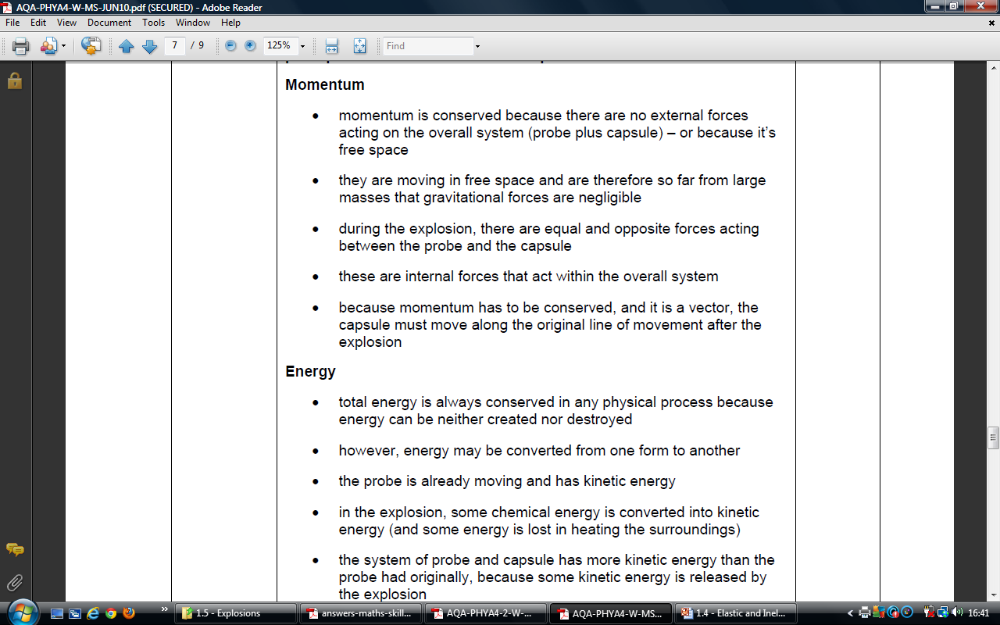 AQA-PHYA4-W-MS-JUN10.pdf (SECURED) - Adobe Reader
File Edit View Document Tools Window Help
7 / 9 125% Find
Momentum
• momentum is conserved because there are no external forces
acting on the overall system (probe plus capsule) – or because it’s
free space
• they are moving in free space and are therefore so far from large
masses that gravitational forces are negligible
• during the explosion, there are equal and opposite forces acting
between the probe and the capsule
• these are internal forces that act within the overall system
• because momentum has to be conserved, and it is a vector, the
capsule must move along the original line of movement after the
explosion
Energy
• total energy is always conserved in any physical process because
energy can be neither created nor destroyed
• however, energy may be converted from one form to another
• the probe is already moving and has kinetic energy
• in the explosion, some chemical energy is converted into kinetic
energy (and some energy is lost in heating the surroundings)
• the system of probe and capsule has more kinetic energy than the
probe had originally, because some kinetic energy is released by
the explosion
1.5 - Explosions answers-maths-skill... AQA-PHYA4-2-W-... AQA-PHYA4-W-MS... 1.4 - Elastic and Inel... 16:41